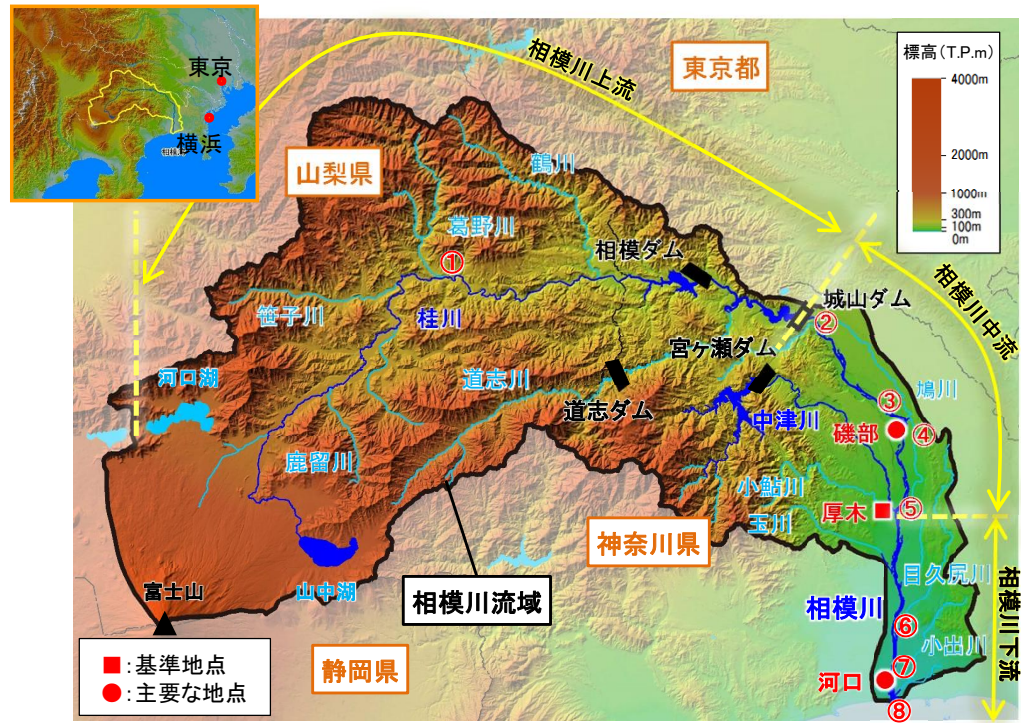 東京
横浜
相模川上流
東京都
標高(T.P.m)
4000m
2000m
1000m
300m
100m
0m
山梨県
鶴川
葛野川
①
相模ダム
城山ダム
②
相模川中流
笹子川
桂川
宮ケ瀬ダム
河口湖
道志川
道志ダム
中津川
鳩川
③
磯部
④
鹿留川
小鮎川
玉川
厚木
⑤
神奈川県
富士山
山中湖
相模川流域
相模川
目久尻川
相模川下流
⑥
小出川
■:基準地点
●:主要な地点
静岡県
河口
⑦
⑧